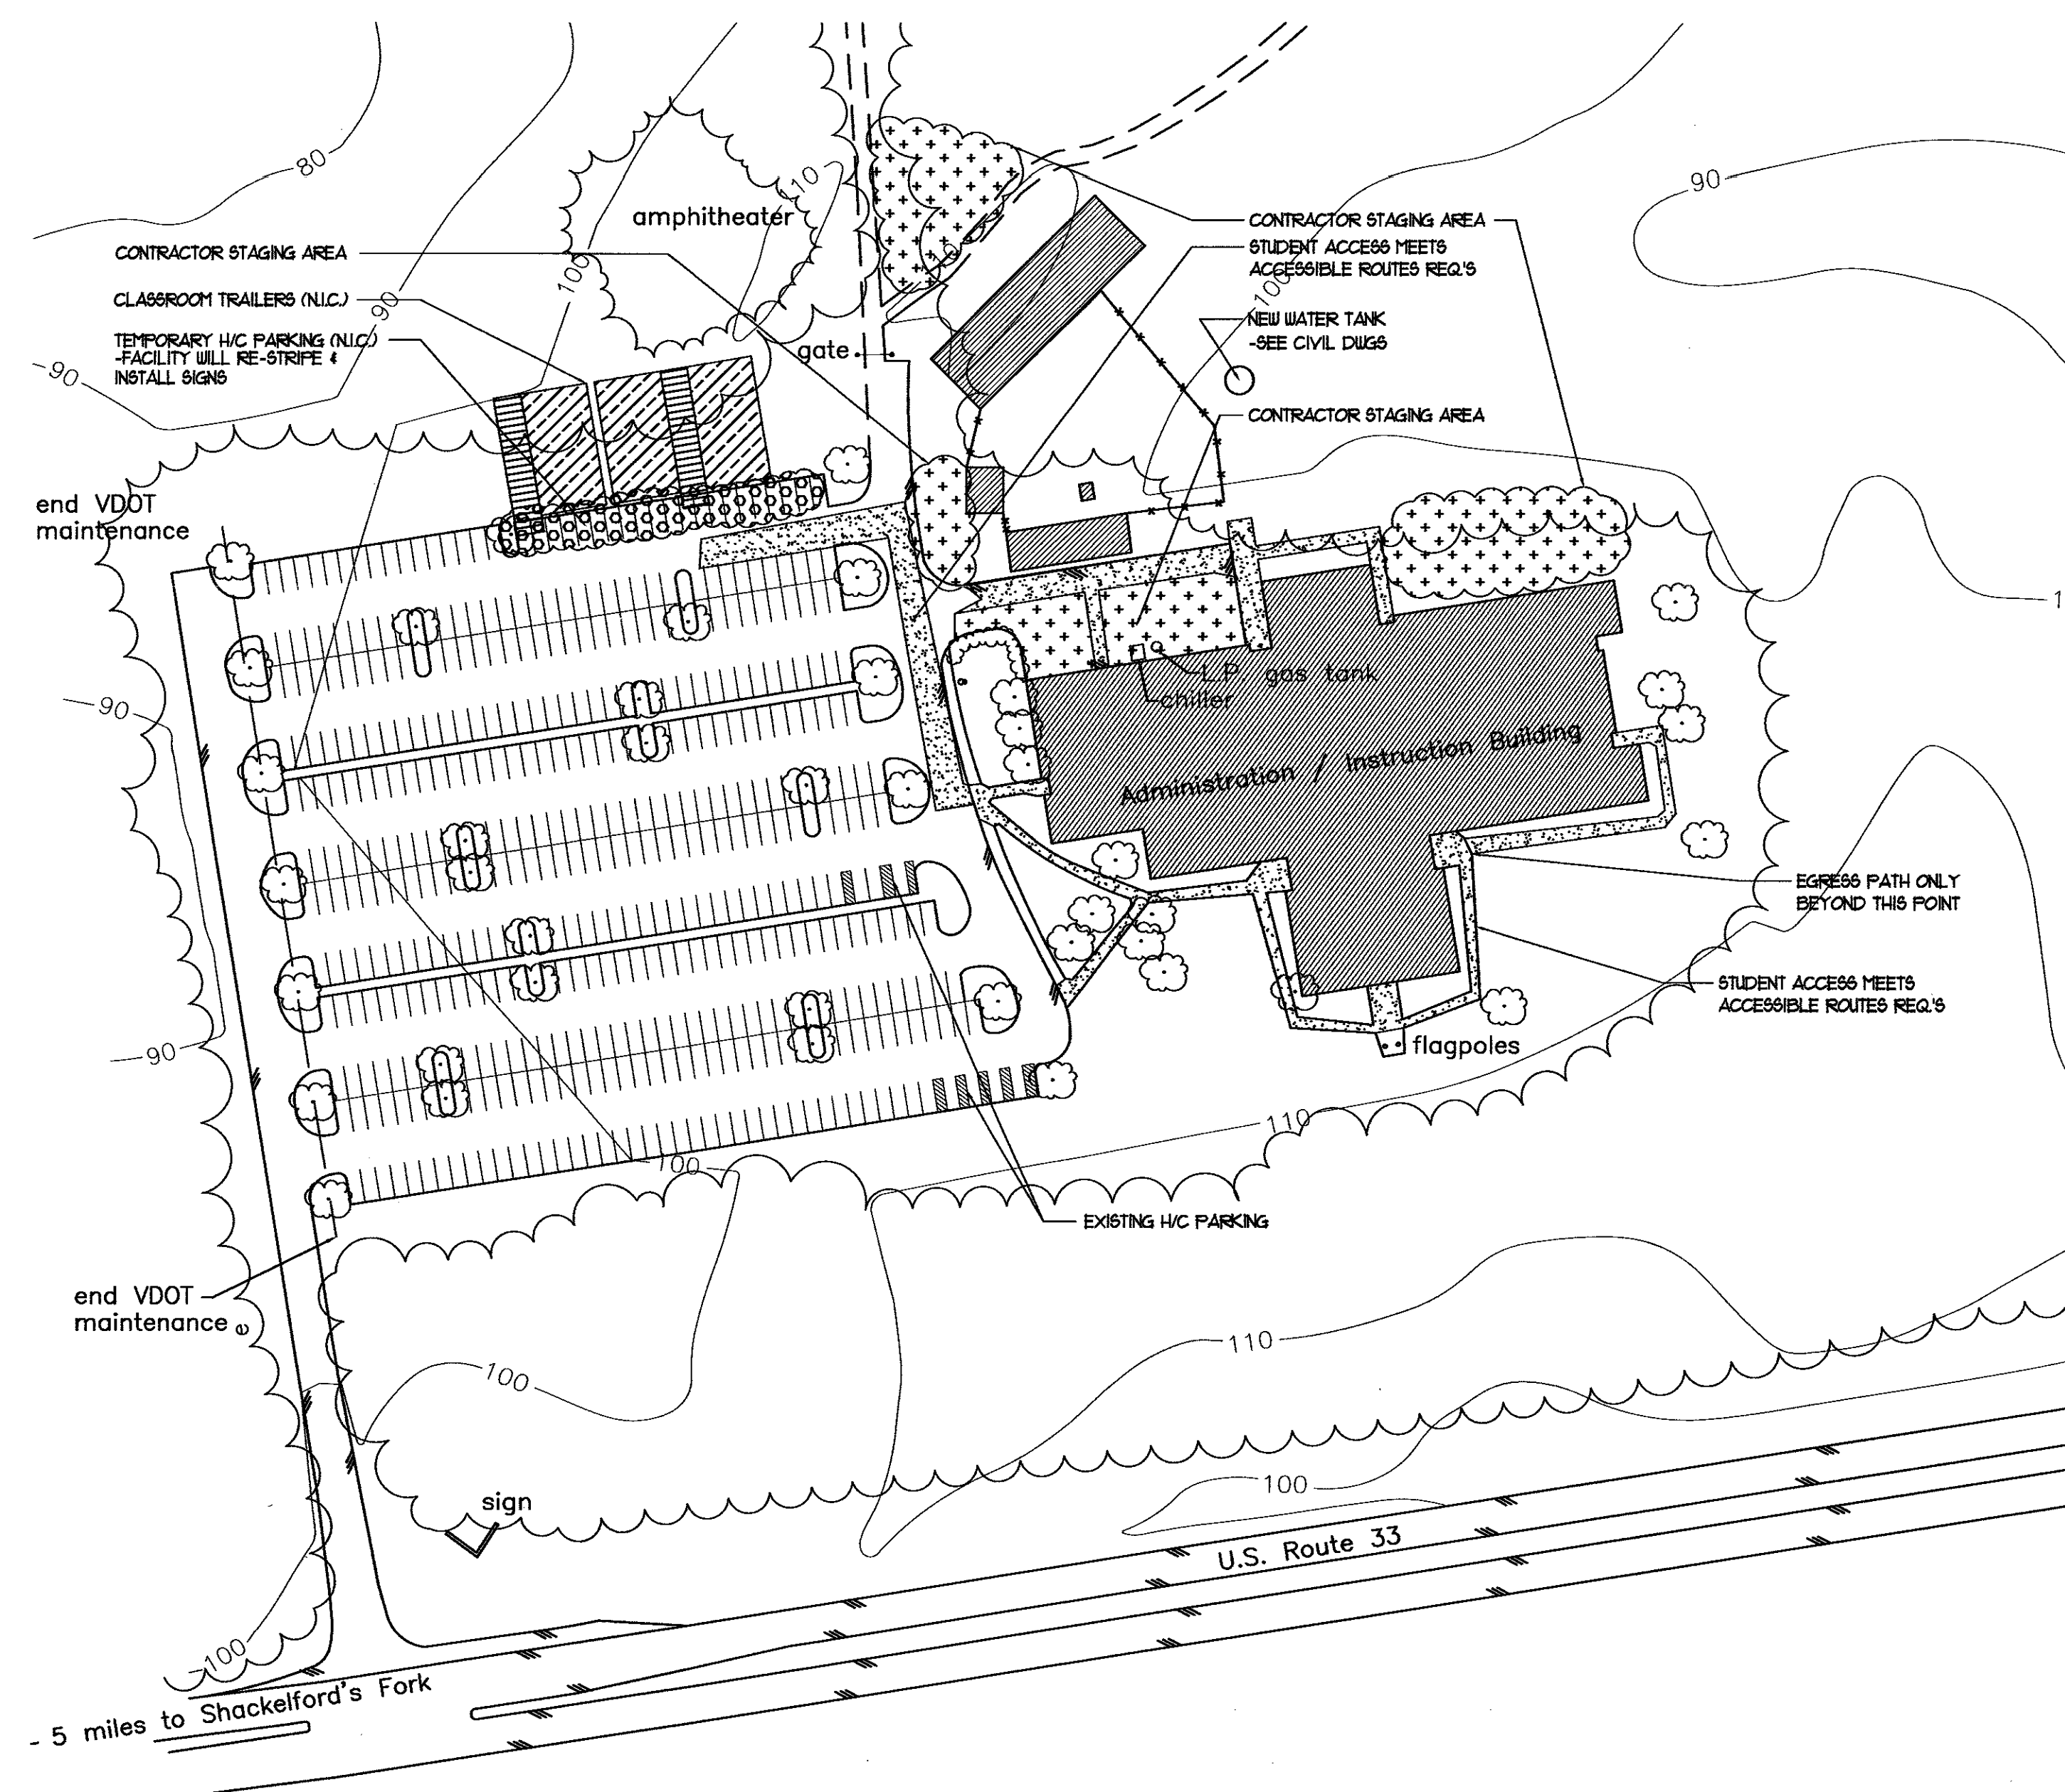 80
110
90
amphitheater
CONTRACTOR STAGING AREA
CONTRACTOR STAGING AREA
STUDENT ACCESS MEETS
ACCESSIBLE ROUTES REQ.'S
100
100
90
CLASSROOM TRAILERS (N.I.C.)
NEW WATER TANK
-SEE CIVIL DWGS
TEMPORARY H/C PARKING (N.I.C.)
-FACILITY WILL RE-STRIPE &
INSTALL SIGNS
gate
90
CONTRACTOR STAGING AREA
end VDOT
maintenance
1
L.P. gas tank
chiller
90
Administration / Instruction Building
EGRESS PATH ONLY
BEYOND THIS POINT
STUDENT ACCESS MEETS
ACCESSIBLE ROUTES REQ.'S
90
flagpoles
110
100
EXISTING H/C PARKING
end VDOT
maintenance
e
110
100
100
sign
U.S. Route 33
100
- 5 miles to Shackelford's Fork